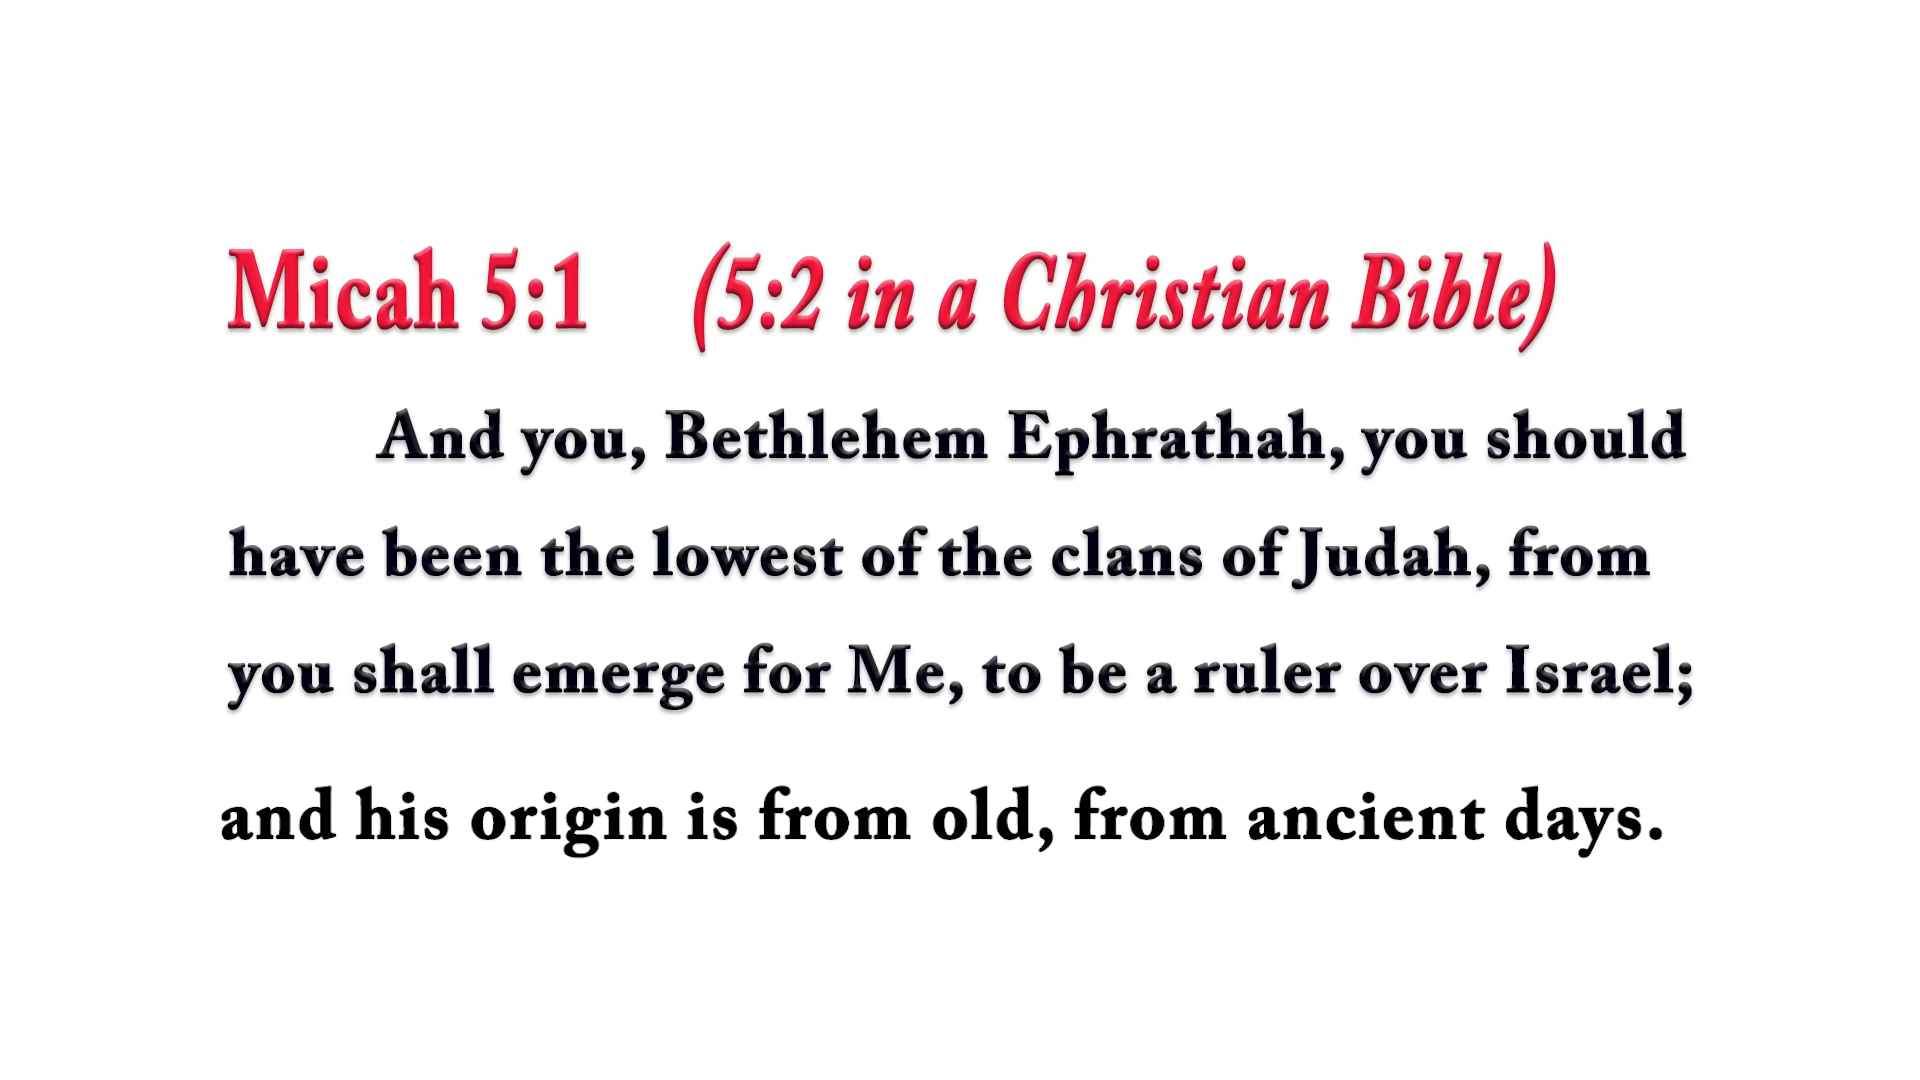 Micah 5:1 (5:2 in a Christian Bible)
And you, Bethlehem Ephrathah, you should
have been the lowest of the clans of Judah, from
you shall emerge for Me, to be a ruler over Israel;
and his origin is from old, from ancient days.